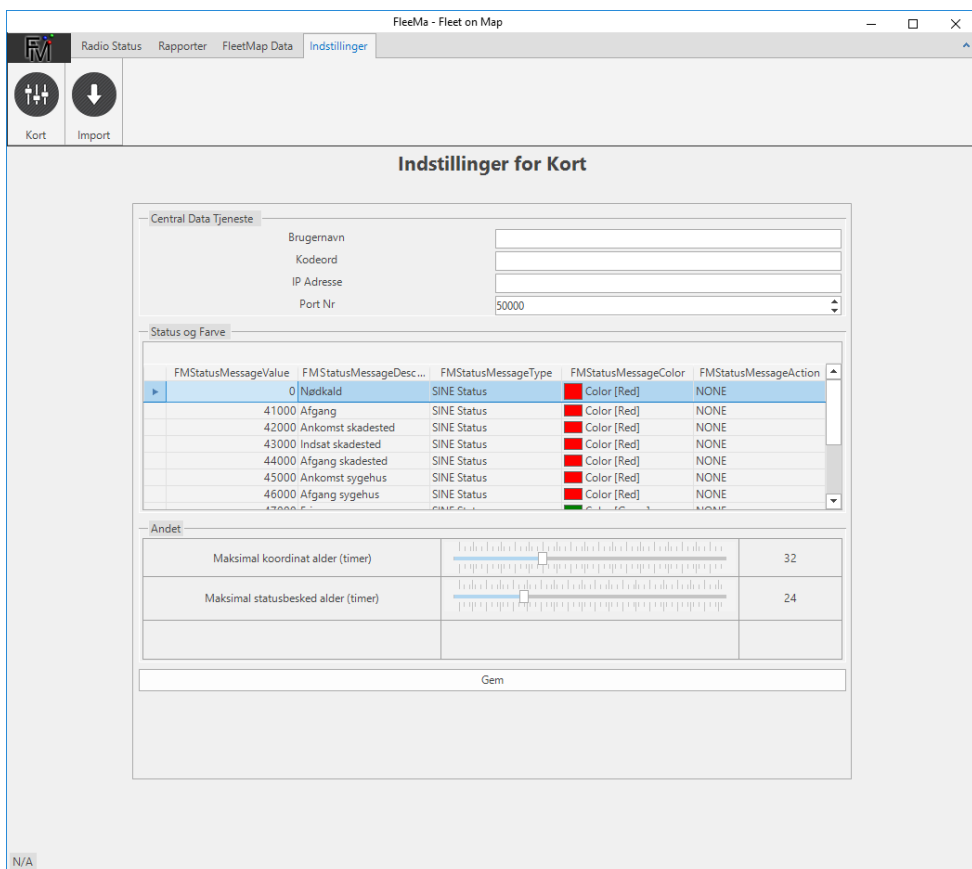 FleeMa - Fleet on Map
FM
Radio Status Rapporter FleetMap Data Indstillinger
Kort Import
Indstillinger for Kort
Central Data Tjeneste
Brugernavn
Kodeord
IP Adresse
Port Nr 50000
Status og Farve
FMStatusMessageValue FMStatusMessageDesc... FMStatusMessageType FMStatusMessageColor FMStatusMessageAction
0 Nødkald SINE Status Color [Red] NONE
41000 Afgang SINE Status Color [Red] NONE
42000 Ankomst skadested SINE Status Color [Red] NONE
43000 Indsat skadested SINE Status Color [Red] NONE
44000 Afgang skadested SINE Status Color [Red] NONE
45000 Ankomst sygehus SINE Status Color [Red] NONE
46000 Afgang sygehus SINE Status Color [Red] NONE
Andet
Maksimal koordinat alder (timer) 32
Maksimal statusbesked alder (timer) 24
Gem
N/A